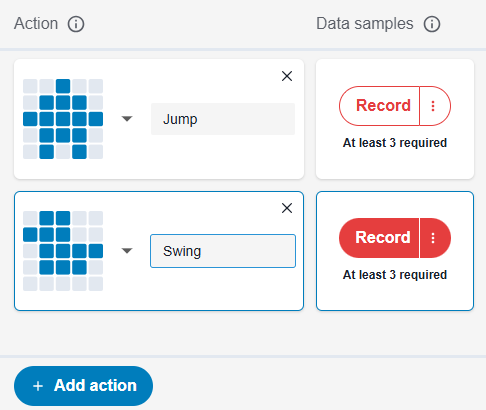 Action
Data samples
Jump
Record
At least 3 required
Swing
Record
At least 3 required
+ Add action